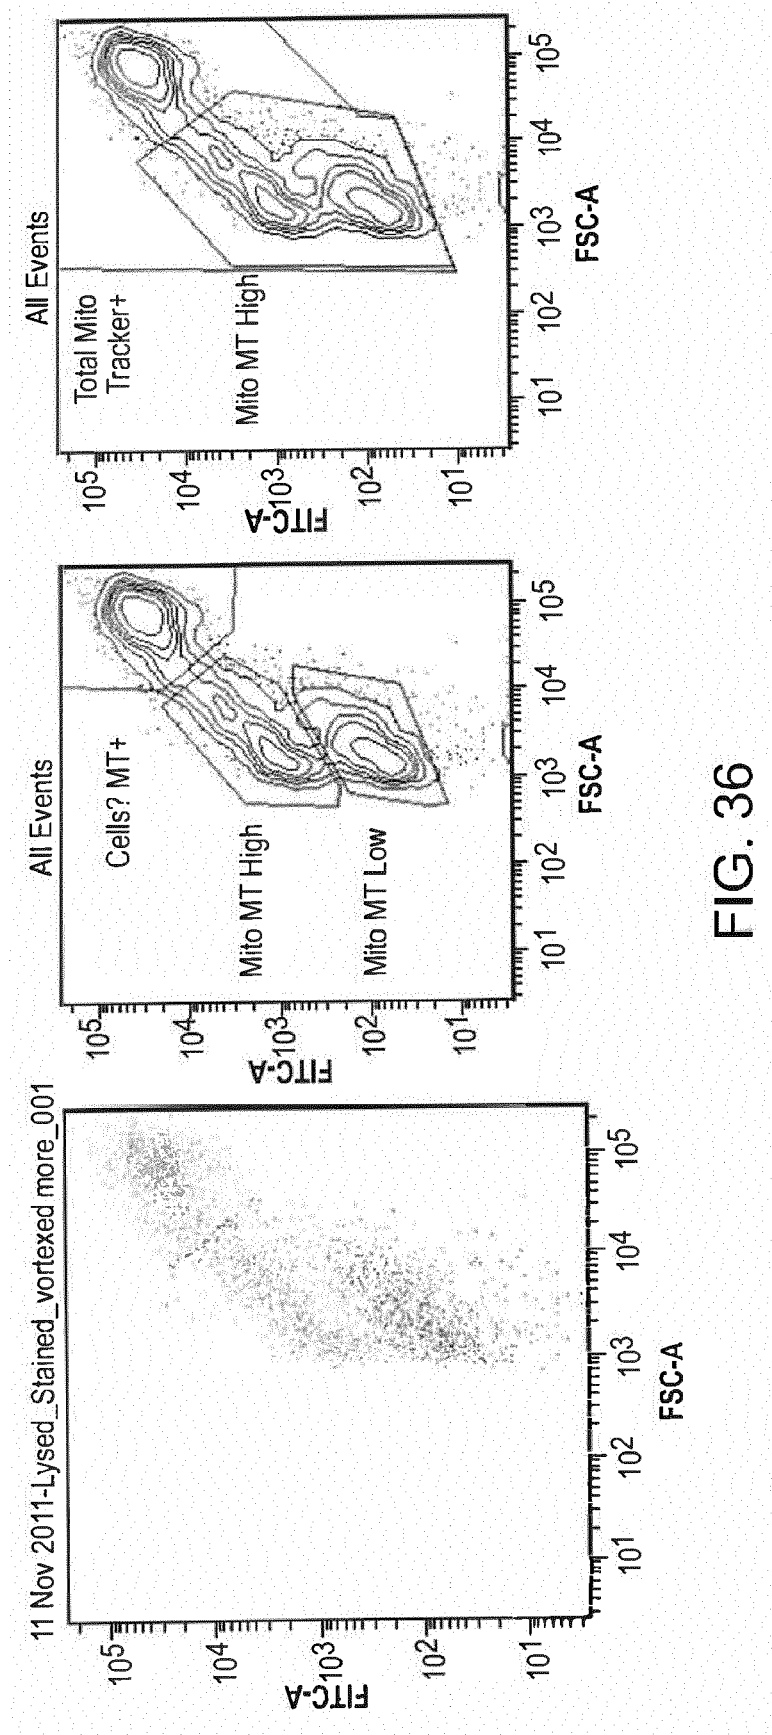 11 Nov 2011-Lysed_Stained_vortexed more_001
10⁵
10⁴
10³
10²
10¹
FITC-A
10¹
10²
10³
10⁴
10⁵
FSC-A
All Events
Cells? MT+
Mito MT High
Mito MT Low
10⁵
10⁴
10³
10²
10¹
FITC-A
10¹
10²
10³
10⁴
10⁵
FSC-A
All Events
Total Mito
Tracker+
Mito MT High
10⁵
10⁴
10³
10²
10¹
FITC-A
10¹
10²
10³
10⁴
10⁵
FSC-A
FIG. 36